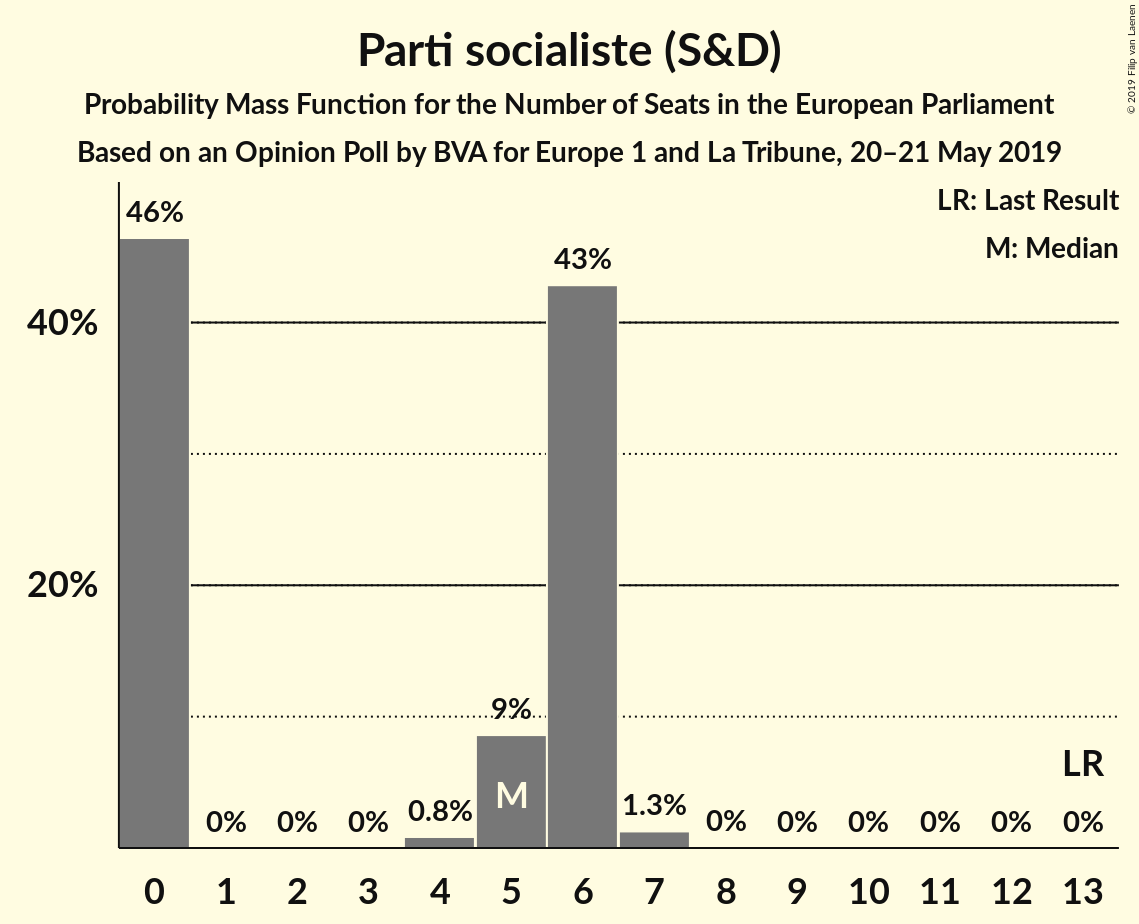 Parti socialiste (S&D)
Probability Mass Function for the Number of Seats in the European Parliament
Based on an Opinion Poll by BVA for Europe 1 and La Tribune, 20–21 May 2019
© 2019 Filip van Laenen
LR: Last Result
M: Median
46%
43%
40%
20%
9%
M
LR
0% 0% 0% 0.8% 1.3% 0% 0% 0% 0% 0% 0%
0 1 2 3 4 5 6 7 8 9 10 11 12 13